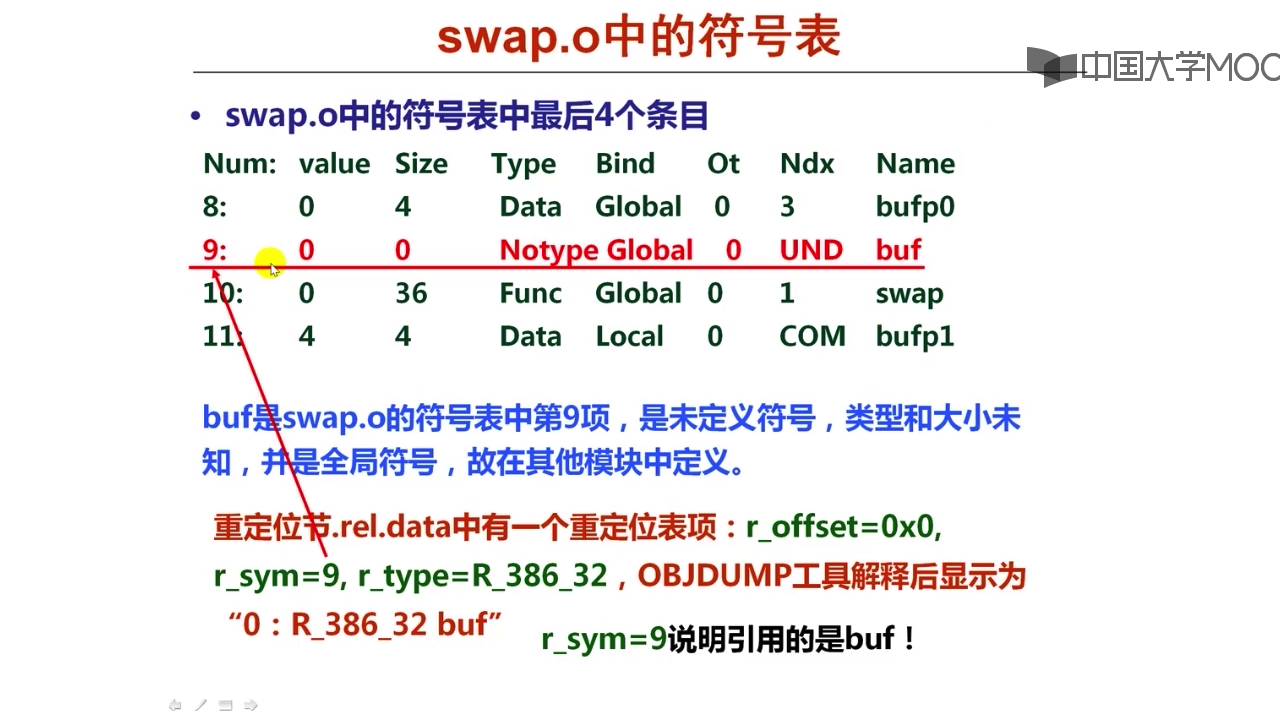 swap.o中的符号表
中国大学MOO
• swap.o中的符号表中最后4个条目
Num: value Size Type Bind Ot Ndx Name
8: 0 4 Data Global 0 3 bufp0
9: 0 0 Notype Global 0 UND buf
10: 0 36 Func Global 0 1 swap
11: 4 4 Data Local 0 COM bufp1
buf是swap.o的符号表中第9项，是未定义符号，类型和大小未
知，并是全局符号，故在其他模块中定义。
重定位节.rel.data中有一个重定位表项：r_offset=0x0,
r_sym=9, r_type=R_386_32，OBJDUMP工具解释后显示为
“0：R_386_32 buf”
r_sym=9说明引用的是buf！